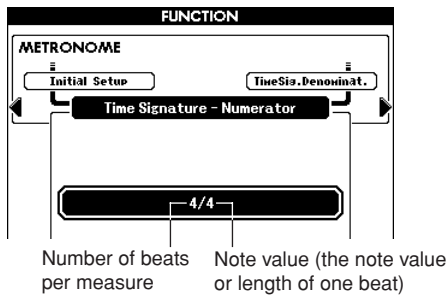 FUNCTION
METRONOME
Initial Setup
TimeSig.Denominat.
Time Signature - Numerator
4/4
Number of beats
per measure
Note value (the note value
or length of one beat)